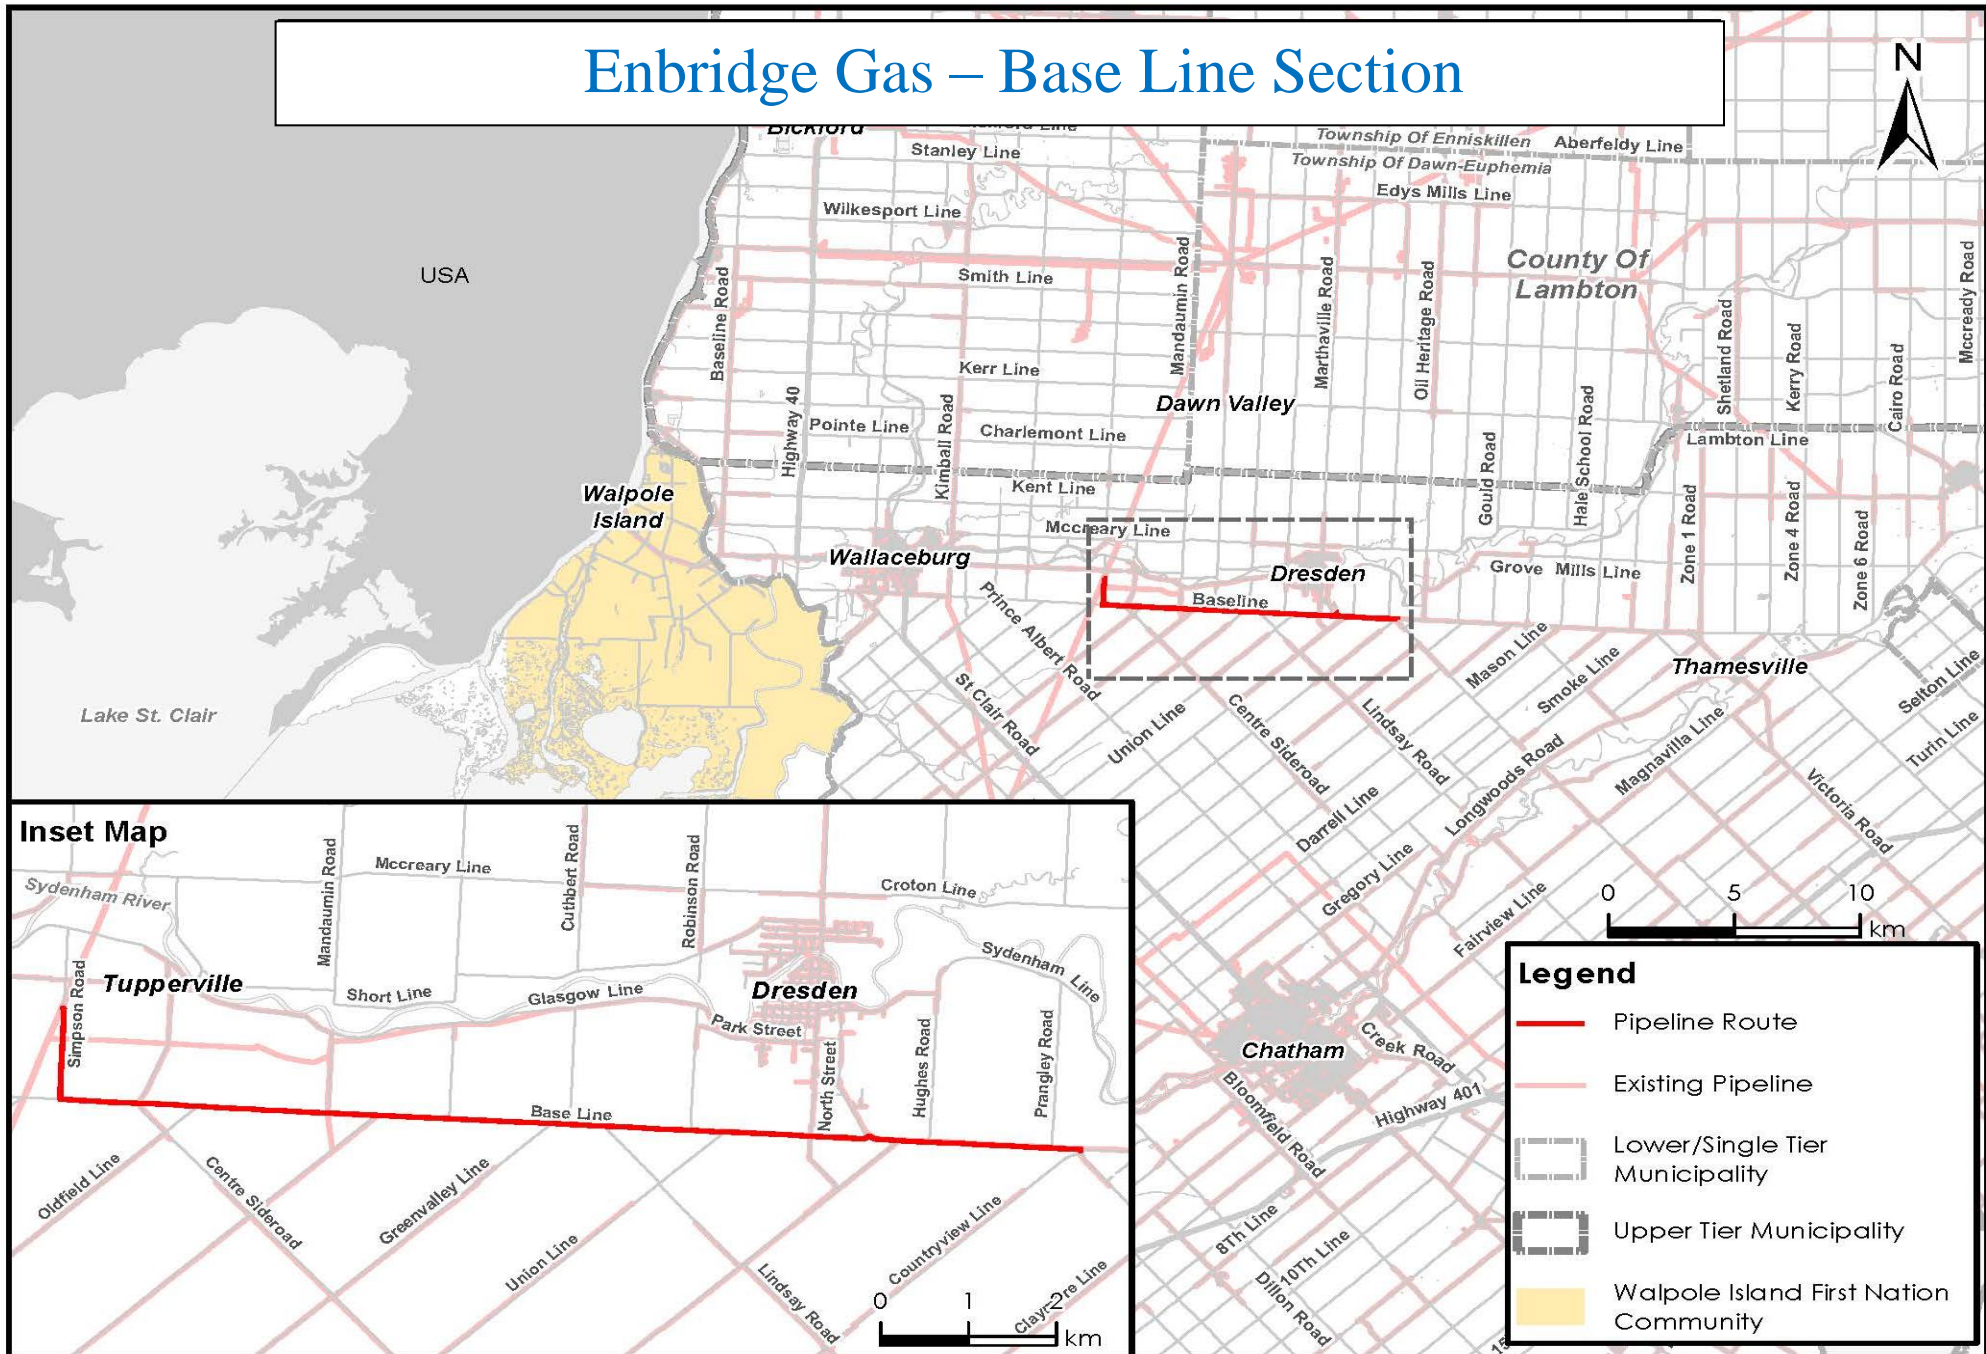 Enbridge Gas – Base Line Section
N
Bickford
Stanley Line
Township Of Enniskillen
Aberfeldy Line
Township Of Dawn-Euphemia
Edys Mills Line
Wilkesport Line
USA
Smith Line
County Of
Lambton
Baseline Road
Mandaumin Road
Marthaville Road
Oil Heritage Road
Shetland Road
Kerry Road
Cairo Road
Mccready Road
Kerr Line
Highway 40
Pointe Line
Kimball Road
Charlemont Line
Dawn Valley
Gould Road
Hale School Road
Lambton Line
Kent Line
Walpole
Island
Mccreary Line
Wallaceburg
Dresden
Grove Mills Line
Zone 1 Road
Zone 4 Road
Zone 6 Road
Baseline
Prince Albert Road
St Clair Road
Union Line
Centre Sideroad
Lindsay Road
Mason Line
Smoke Line
Thamesville
Selton Line
Turin Line
Lake St. Clair
Longwoods Road
Magnavilla Line
Victoria Road
Darrell Line
Gregory Line
Fairview Line
Chatham
Creek Road
Highway 401
Bloomfield Road
8Th Line
10Th Line
Dillon Road
15
0 5 10
km
Inset Map
Mandaumin Road
Mccreary Line
Cuthbert Road
Robinson Road
Croton Line
Sydenham River
Simpson Road
Tupperville
Short Line
Glasgow Line
Dresden
Sydenham Line
Park Street
North Street
Hughes Road
Prangley Road
Base Line
Oldfield Line
Centre Sideroad
Greenvalley Line
Union Line
Lindsay Road
Countryview Line
0 1 2
km
Legend
Pipeline Route
Existing Pipeline
Lower/Single Tier
Municipality
Upper Tier Municipality
Walpole Island First Nation
Community